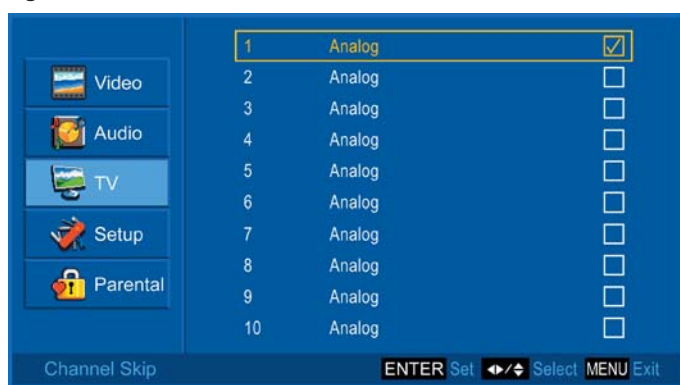 Video
Audio
TV
Setup
Parental
1 Analog
2 Analog
3 Analog
4 Analog
5 Analog
6 Analog
7 Analog
8 Analog
9 Analog
10 Analog
Channel Skip ENTER Set Select MENU Exit